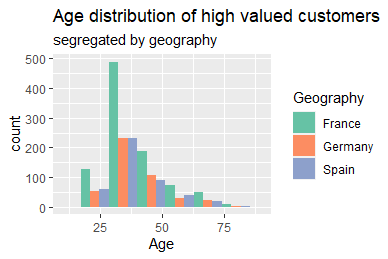 Age distribution of high valued customers
segregated by geography
500
400
300
200
100
0
count
25 50 75
Age
Geography
France
Germany
Spain